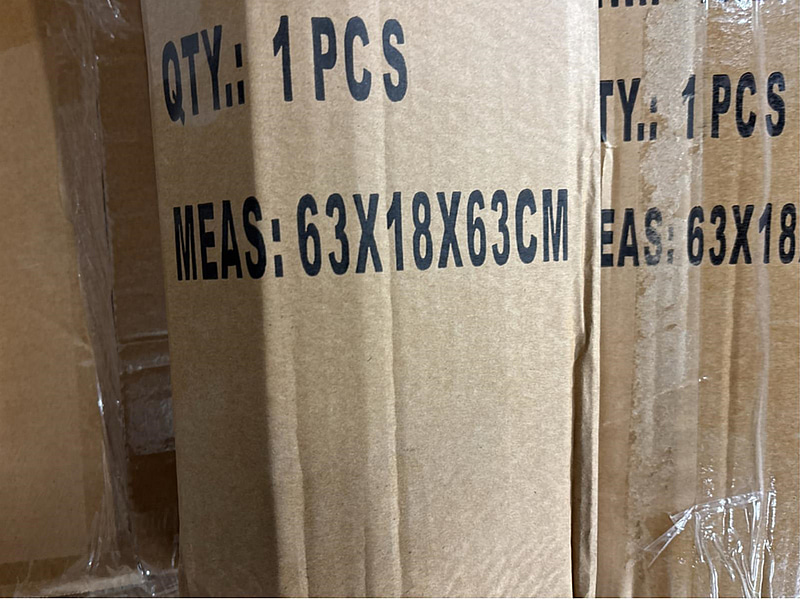 QTY.: 1 PCS
MEAS: 63X18X63CM
TY.: 1 PCS
EAS: 63X18